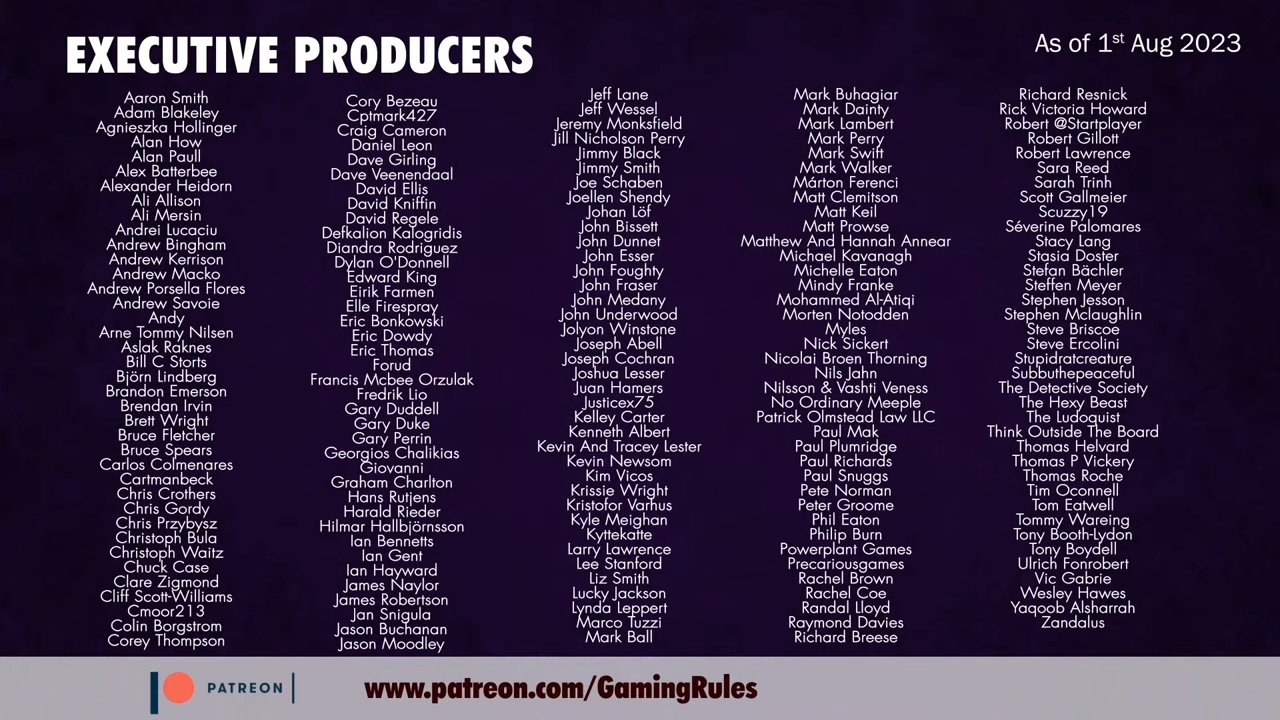 EXECUTIVE PRODUCERS
As of 1st Aug 2023
Aaron Smith
Adam Blakeley
Agnieszka Hollinger
Alan How
Alan Paull
Alex Batterbee
Alexander Heidorn
Ali Allison
Ali Mersin
Andrei Lucaciu
Andrew Bingham
Andrew Kerrison
Andrew Macko
Andrew Porsella Flores
Andrew Savoie
Andy
Arne Tommy Nilsen
Aslak Raknes
Bill C Storts
Björn Lindberg
Brandon Emerson
Brendan Irvin
Brett Wright
Bruce Fletcher
Bruce Spears
Carlos Colmenares
Cartmanbeck
Chris Crothers
Chris Gordy
Chris Przybysz
Christoph Bula
Christoph Waitz
Chuck Case
Clare Zigmond
Cliff Scott-Williams
Cmoor213
Colin Borgstrom
Corey Thompson
Cory Bezeau
Cptmark427
Craig Cameron
Daniel Leon
Dave Girling
Dave Veenendaal
David Ellis
David Kniffin
David Regele
Defkalion Kalogridis
Diandra Rodriguez
Dylan O'Donnell
Edward King
Eirik Farmen
Elle Firespray
Eric Bonkowski
Eric Dowdy
Eric Thomas
Forud
Francis Mcbee Orzulak
Fredrik Lio
Gary Duddell
Gary Duke
Gary Perrin
Georgios Chalikias
Giovanni
Graham Charlton
Hans Rutjens
Harald Rieder
Hilmar Hallbjörnsson
Ian Bennetts
Ian Gent
Ian Hayward
James Naylor
James Robertson
Jan Snigula
Jason Buchanan
Jason Moodley
Jeff Lane
Jeff Wessel
Jeremy Monksfield
Jill Nicholson Perry
Jimmy Black
Jimmy Smith
Joe Schaben
Joellen Shendy
Johan Löf
John Bissett
John Dunnet
John Esser
John Foughty
John Fraser
John Medany
John Underwood
Jolyon Winstone
Joseph Abell
Joseph Cochran
Joshua Lesser
Juan Hamers
Justicex75
Kelley Carter
Kenneth Albert
Kevin And Tracey Lester
Kevin Newsom
Kim Vicos
Krissie Wright
Kristofor Varhus
Kyle Meighan
Kyttekatte
Larry Lawrence
Lee Stanford
Liz Smith
Lucky Jackson
Lynda Leppert
Marco Tuzzi
Mark Ball
Mark Buhagiar
Mark Dainty
Mark Lambert
Mark Perry
Mark Swift
Mark Walker
Márton Ferenci
Matt Clemitson
Matt Keil
Matt Prowse
Matthew And Hannah Annear
Michael Kavanagh
Michelle Eaton
Mindy Franke
Mohammed Al-Atiqi
Morten Notodden
Myles
Nick Sickert
Nicolai Broen Thorning
Nils Jahn
Nilsson & Vashti Veness
No Ordinary Meeple
Patrick Olmstead Law LLC
Paul Mak
Paul Plumridge
Paul Richards
Paul Snuggs
Pete Norman
Peter Groome
Phil Eaton
Philip Burn
Powerplant Games
Precariousgames
Rachel Brown
Rachel Coe
Randal Lloyd
Raymond Davies
Richard Breese
Richard Resnick
Rick Victoria Howard
Robert @Startplayer
Robert Gillott
Robert Lawrence
Sara Reed
Sarah Trinh
Scott Gallmeier
Scuzzy19
Séverine Palomares
Stacy Lang
Stasia Doster
Stefan Bächler
Steffen Meyer
Stephen Jesson
Stephen Mclaughlin
Steve Briscoe
Steve Ercolini
Stupidratcreature
Subbuthepeaceful
The Detective Society
The Hexy Beast
The Ludoquist
Think Outside The Board
Thomas Helvard
Thomas P Vickery
Thomas Roche
Tim Oconnell
Tom Eatwell
Tommy Wareing
Tony Booth-Lydon
Tony Boydell
Ulrich Fonrobert
Vic Gabrie
Wesley Hawes
Yaqoob Alsharrah
Zandalus
PATREON
www.patreon.com/GamingRules